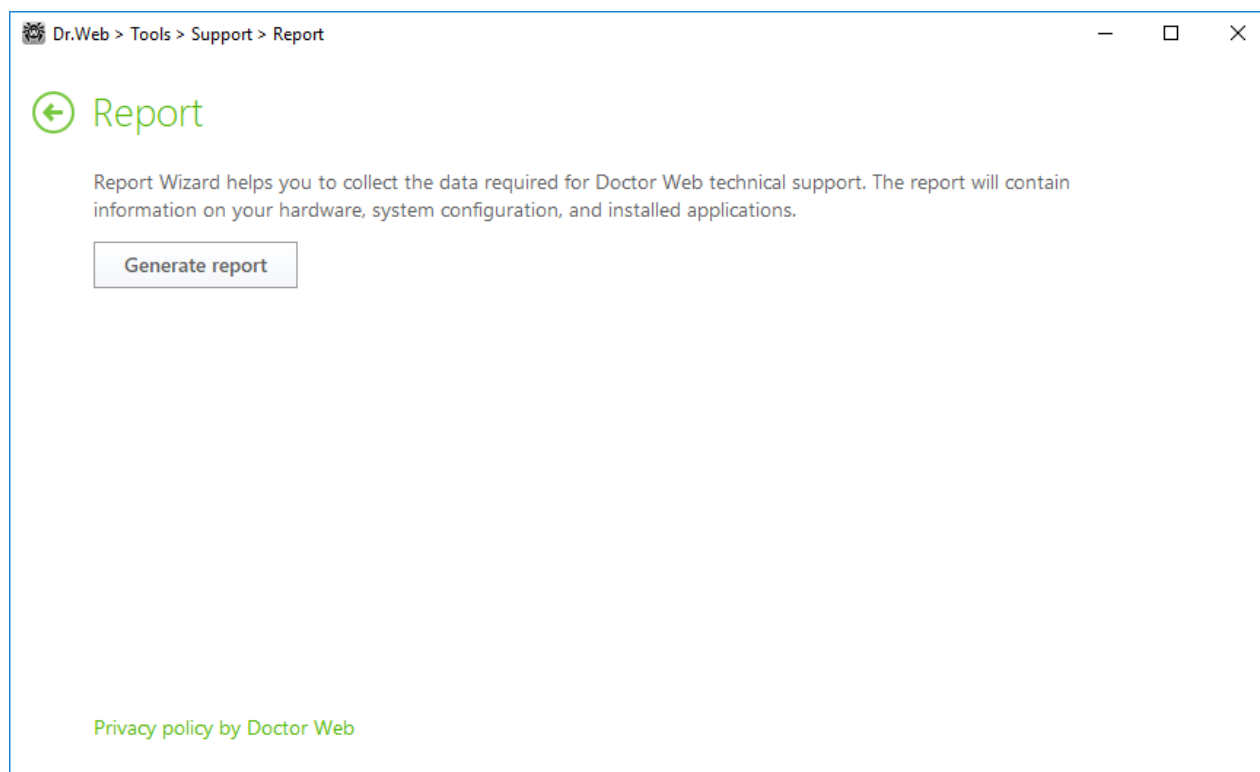 Dr.Web > Tools > Support > Report
Report
Report Wizard helps you to collect the data required for Doctor Web technical support. The report will contain
information on your hardware, system configuration, and installed applications.
Generate report
Privacy policy by Doctor Web